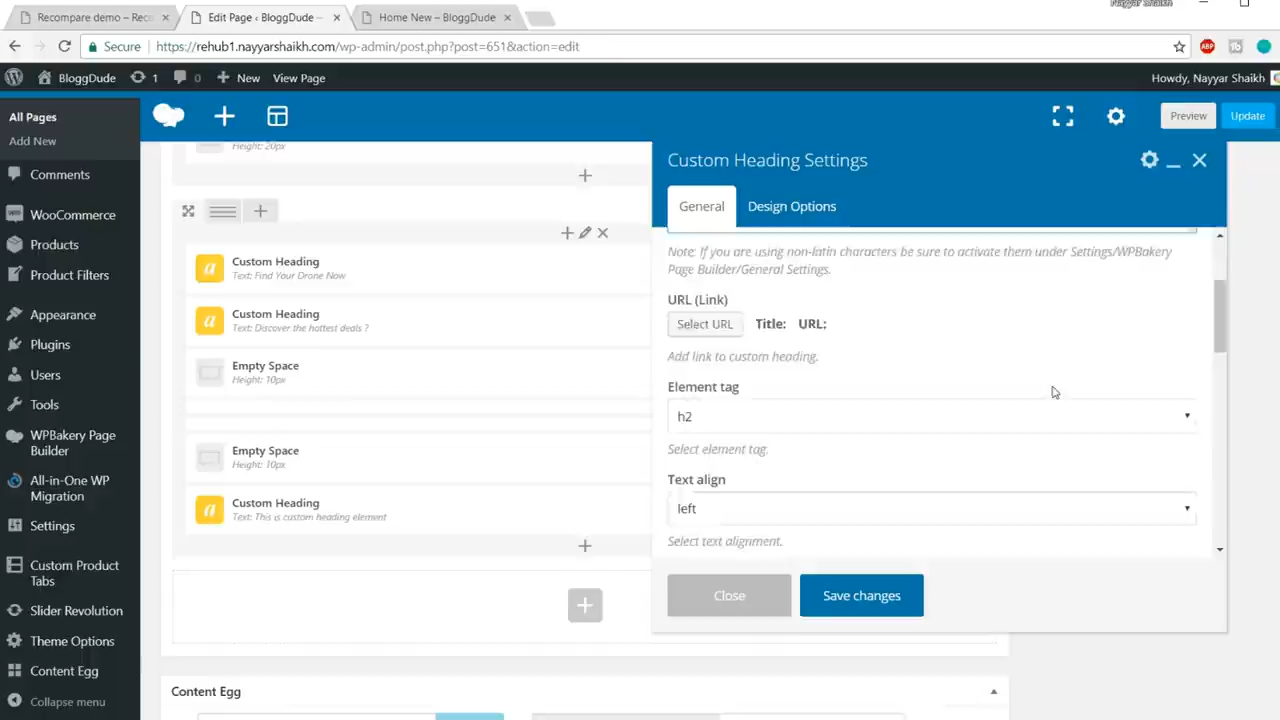 Nayyar Shaikh
Recompare demo – Rec
Edit Page ‹ BloggDude —
Home New – BloggDude
Secure
https://rehub1.nayyarshaikh.com/wp-admin/post.php?post=651&action=edit
ABP
BloggDude
1
0
New
View Page
Howdy, Nayyar Shaikh
All Pages
Add New
Comments
WooCommerce
Products
Product Filters
Appearance
Plugins
Users
Tools
WPBakery Page
Builder
All-in-One WP
Migration
Settings
Custom Product
Tabs
Slider Revolution
Theme Options
Content Egg
Collapse menu
Preview
Update
Height: 20px
Custom Heading
Text: Find Your Drone Now
Custom Heading
Text: Discover the hottest deals ?
Empty Space
Height: 10px
Empty Space
Height: 10px
Custom Heading
Text: This is custom heading element
Content Egg
Custom Heading Settings
General
Design Options
Note: If you are using non-latin characters be sure to activate them under Settings/WPBakery
Page Builder/General Settings.
URL (Link)
Select URL
Title:
URL:
Add link to custom heading.
Element tag
h2
Select element tag.
Text align
left
Select text alignment.
Close
Save changes